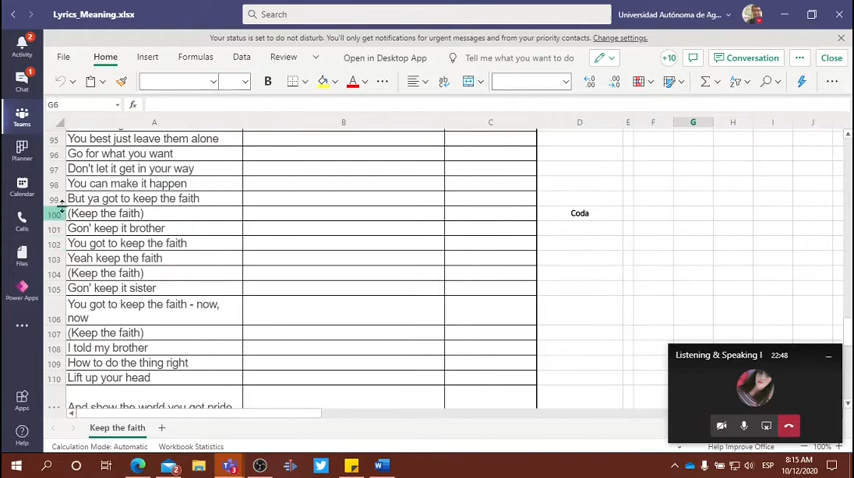 Lyrics_Meaning.xlsx
Search
Universidad Autónoma de Ag...
Your status is set to do not disturb. You'll only get notifications for urgent messages and from your priority contacts. Change settings.
File Home Insert Formulas Data Review Open in Desktop App Tell me what you want to do +10 Conversation Close
B A
G6 fx
A B C D E F G H I J
95 You best just leave them alone
96 Go for what you want
97 Don't let it get in your way
98 You can make it happen
99 But ya got to keep the faith
100 (Keep the faith) Coda
101 Gon' keep it brother
102 You got to keep the faith
103 Yeah keep the faith
104 (Keep the faith)
105 Gon' keep it sister
You got to keep the faith - now,
106 now
107 (Keep the faith)
108 I told my brother
109 How to do the thing right
110 Lift up your head
And show the world you got pride
2
Activity
1
Chat
Teams
Planner
Calendar
Calls
Files
Power Apps
Apps
Help
Listening & Speaking I 22:48
Keep the faith
Calculation Mode: Automatic Workbook Statistics
Help Improve Office 100%
ESP
8:15 AM
10/12/2020